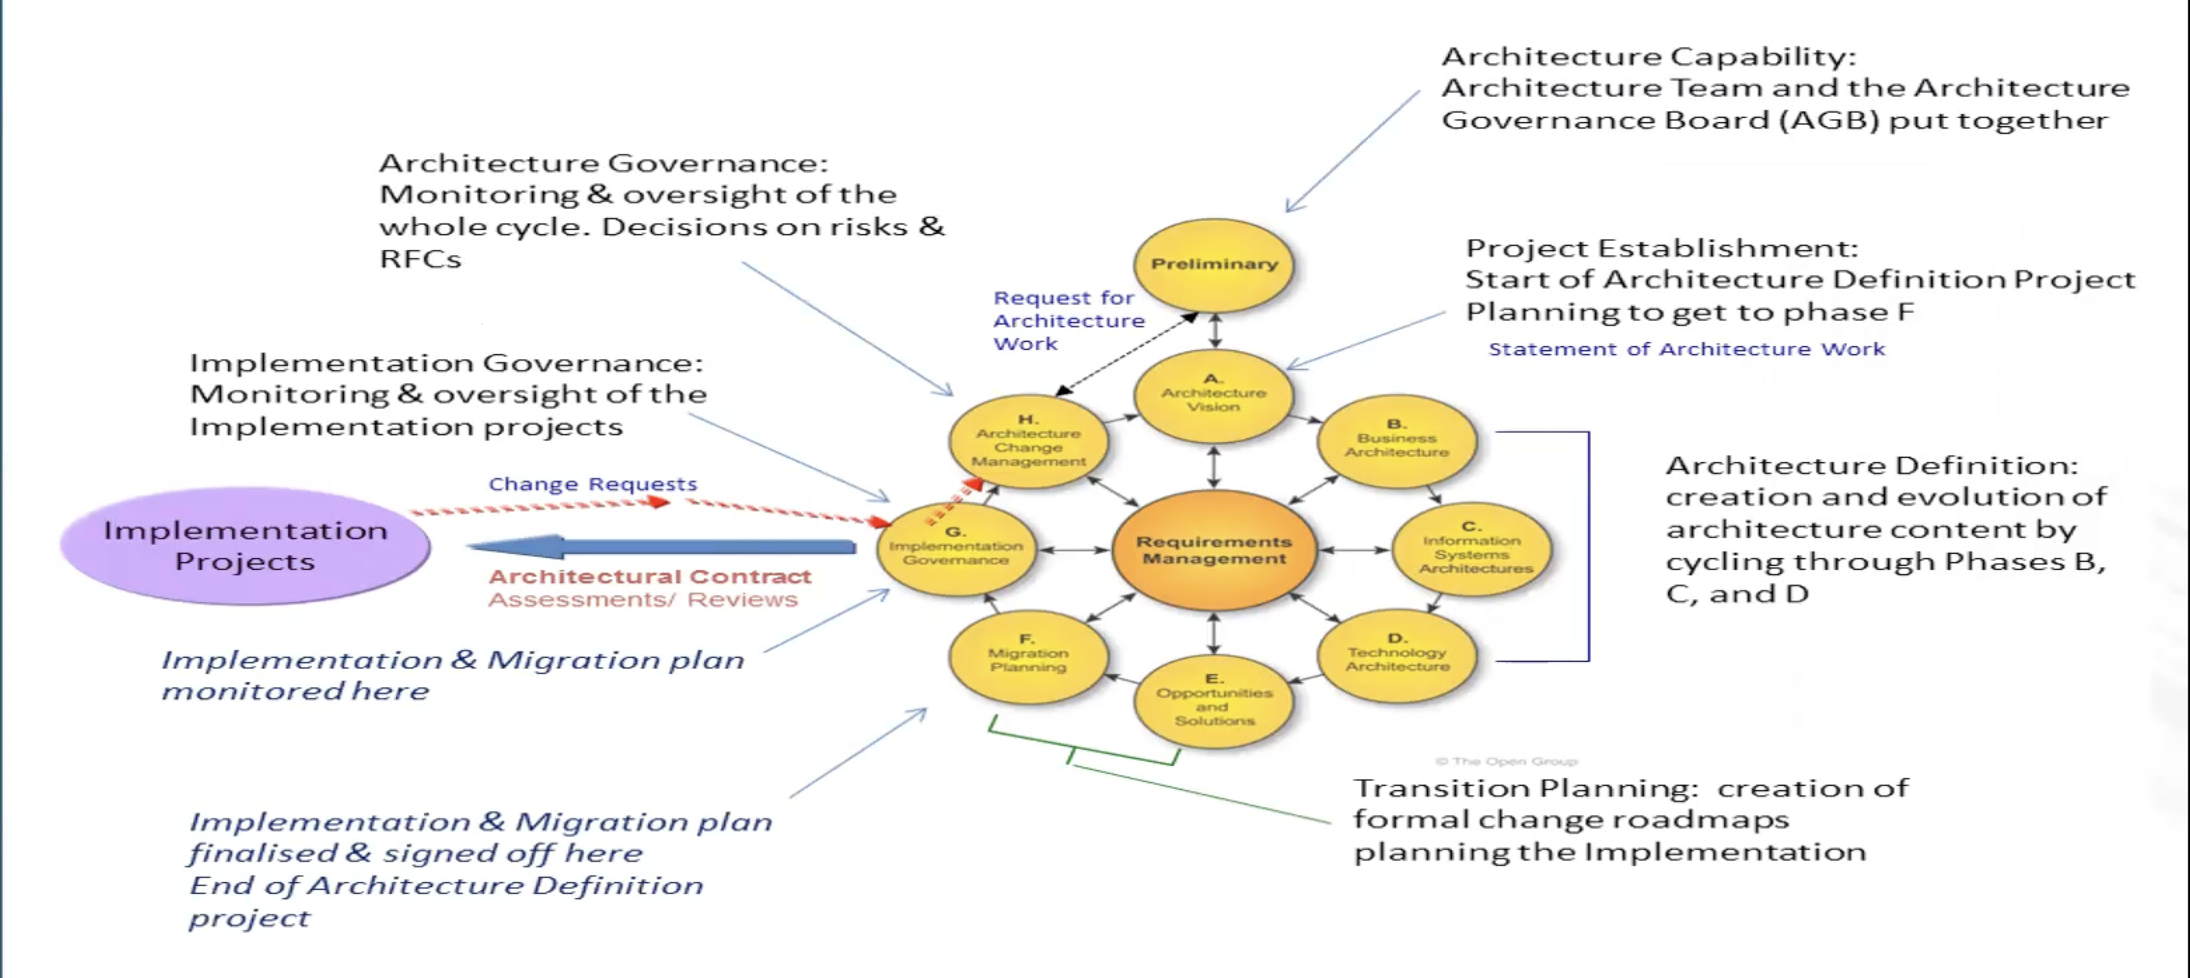 Architecture Capability:
Architecture Team and the Architecture
Governance Board (AGB) put together
Architecture Governance:
Monitoring & oversight of the
whole cycle. Decisions on risks &
RFCs
Preliminary
Project Establishment:
Start of Architecture Definition Project
Planning to get to phase F
Statement of Architecture Work
Request for
Architecture
Work
Implementation Governance:
Monitoring & oversight of the
Implementation projects
A.
Architecture
Vision
H.
Architecture
Change
Management
B.
Business
Architecture
Change Requests
Implementation
Projects
G.
Implementation
Governance
Requirements
Management
C.
Information
Systems
Architectures
Architecture Definition:
creation and evolution of
architecture content by
cycling through Phases B,
C, and D
Architectural Contract
Assessments/ Reviews
Implementation & Migration plan
monitored here
F.
Migration
Planning
E.
Opportunities
and
Solutions
D.
Technology
Architecture
© The Open Group
Transition Planning: creation of
formal change roadmaps
planning the Implementation
Implementation & Migration plan
finalised & signed off here
End of Architecture Definition
project